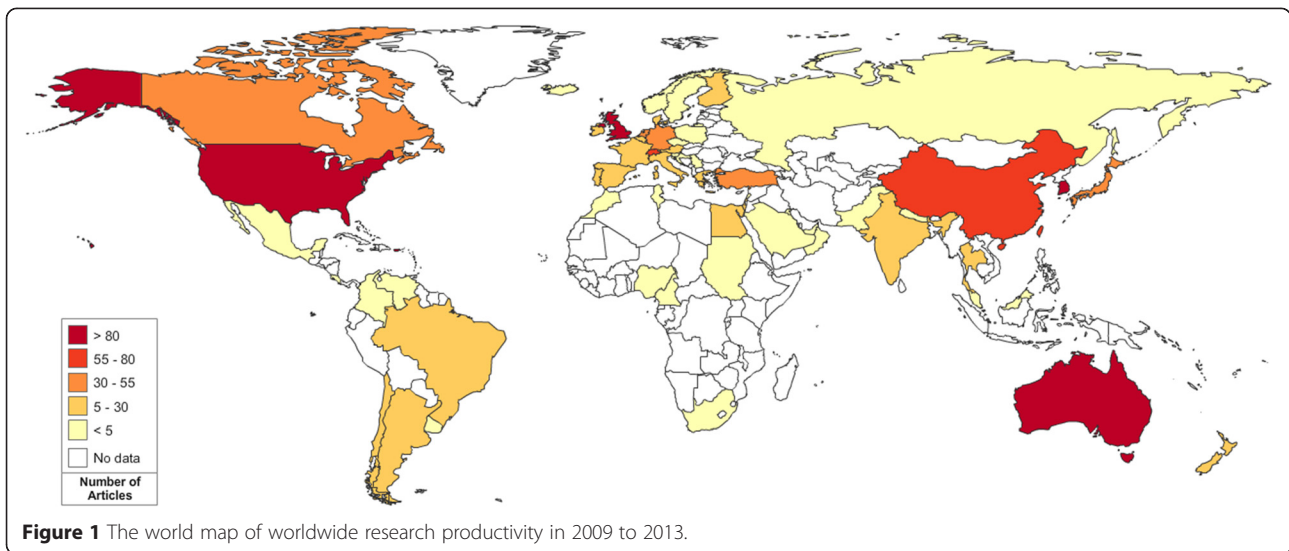 > 80
55 - 80
30 - 55
5 - 30
< 5
No data
Number of
Articles
Figure 1 The world map of worldwide research productivity in 2009 to 2013.